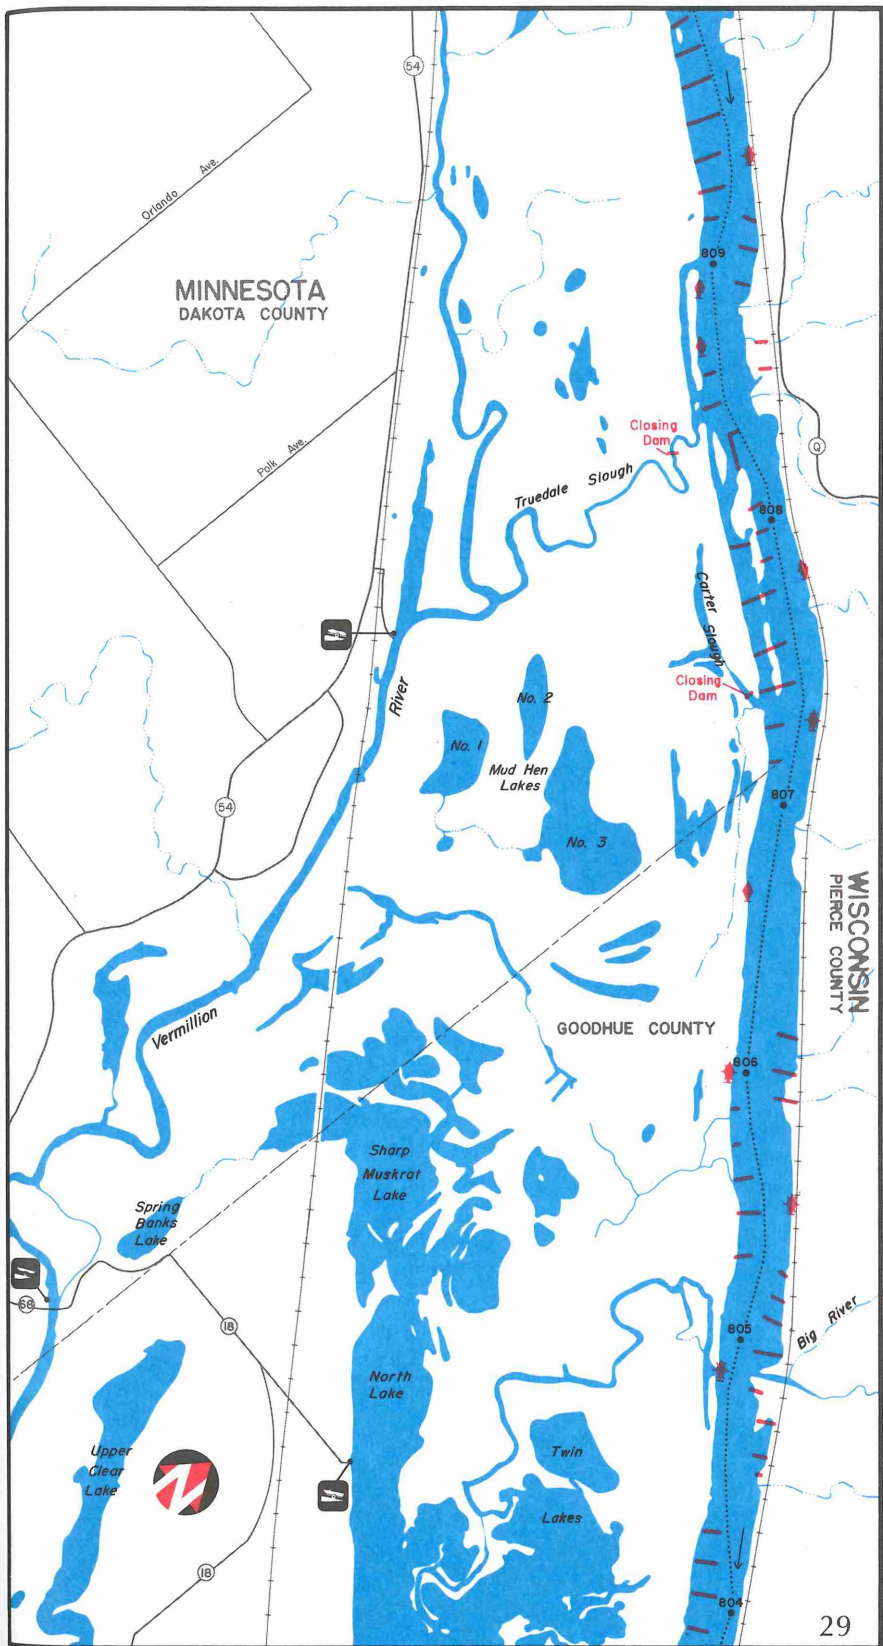 54
Orlando Ave.
809
MINNESOTA
DAKOTA COUNTY
Closing
Dam
Q
Polk Ave.
Truedale Slough
808
Carter Slough
Closing
Dam
River
No. 2
No. 1
Mud Hen
Lakes
No. 3
807
54
WISCONSIN
PIERCE COUNTY
Vermillion
GOODHUE COUNTY
806
Sharp
Muskrat
Lake
Spring
Banks
Lake
68
18
805
Big River
North
Lake
Upper
Clear
Lake
N
Twin
Lakes
18
804
29